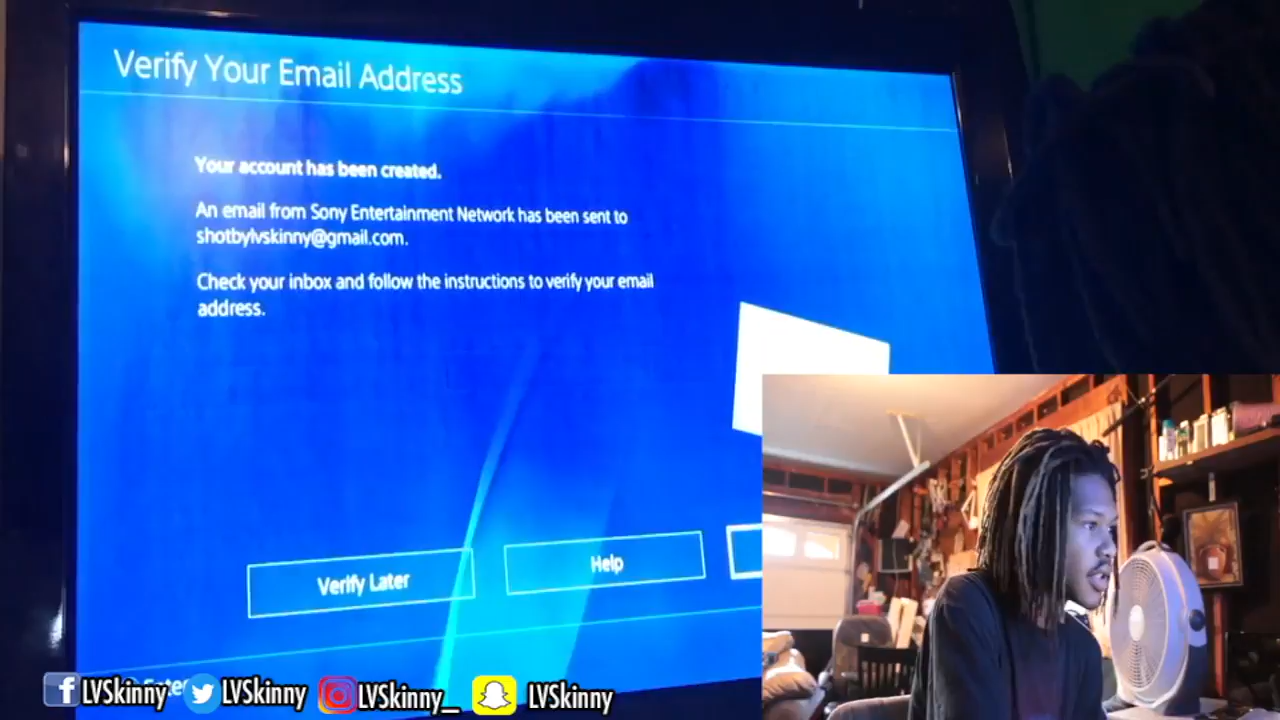 Verify Your Email Address
Your account has been created.
An email from Sony Entertainment Network has been sent to
shotbylvskinny@gmail.com.
Check your inbox and follow the instructions to verify your email
address.
Verify Later
Help
Enter
LVSkinny
LVSkinny
LVSkinny_
LVSkinny